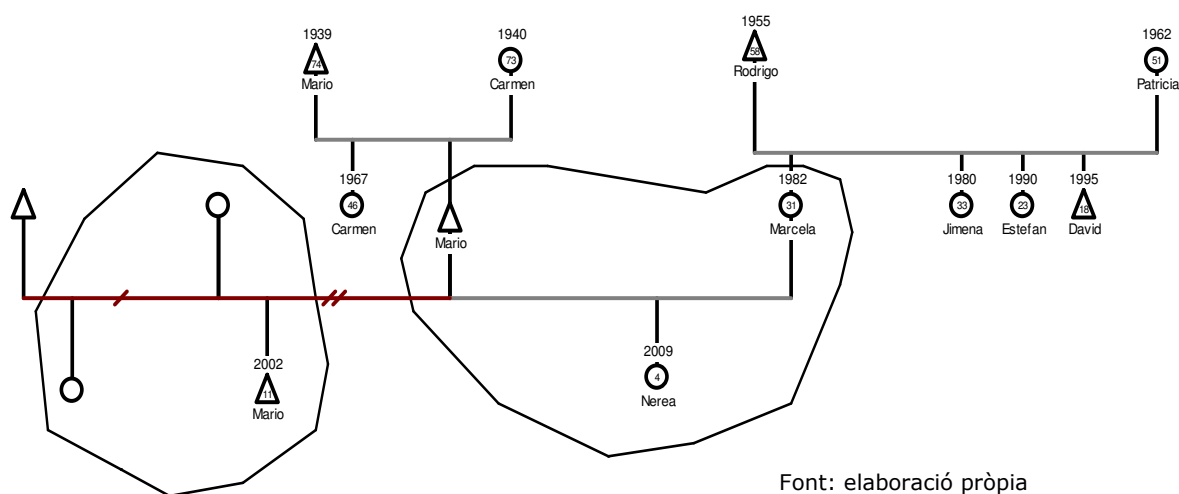 1955
1939
1940
1962
58
74
73
51
Rodrigo
Mario
Carmen
Patricia
1967
1982
1980
1990
1995
46
31
33
23
18
Carmen
Mario
Marcela
Jimena
Estefan
David
2002
2009
11
4
Mario
Nerea
Font: elaboració pròpia